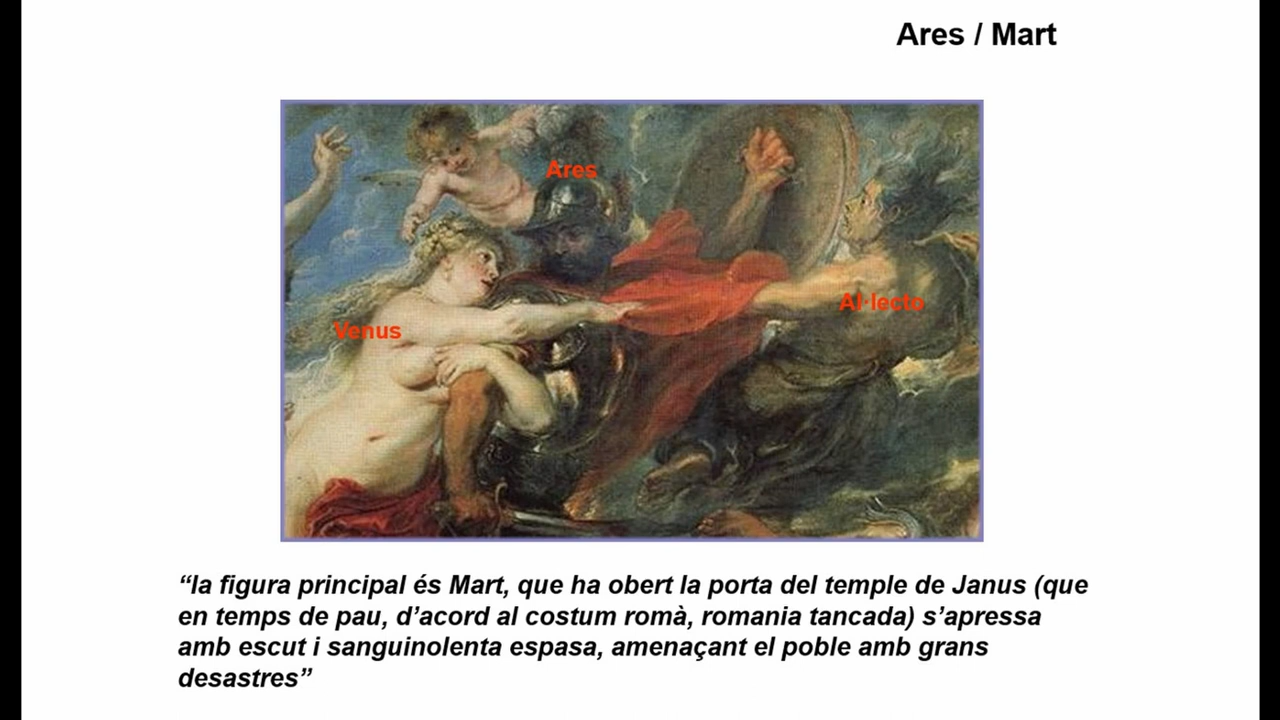 Ares / Mart
Ares
Al·lecto
Venus
“la figura principal és Mart, que ha obert la porta del temple de Janus (que
en temps de pau, d’acord al costum romà, romania tancada) s’apressa
amb escut i sanguinolenta espasa, amenaçant el poble amb grans
desastres”